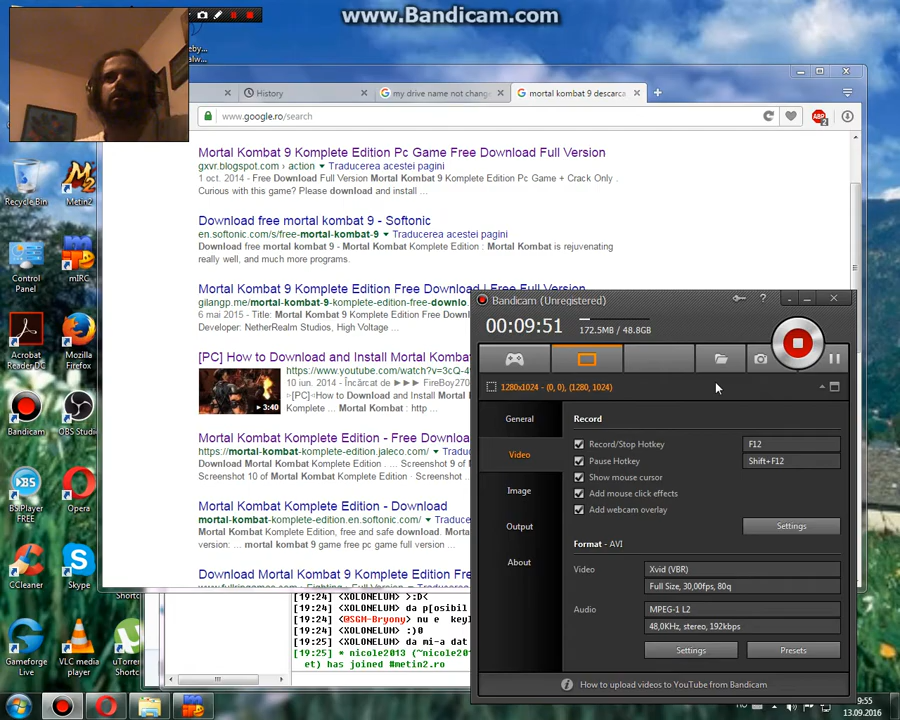 www.Bandicam.com
History
my drive name not change
mortal kombat 9 descarca
www.google.ro/search
Mortal Kombat 9 Komplete Edition Pc Game Free Download Full Version
gxvr.blogspot.com › action ▾ Traducerea acestei pagini
1 oct. 2014 - Free Download Full Version Mortal Kombat 9 Komplete Edition Pc Game + Crack Only .
Curious with this game? Please download and install ...
Download free mortal kombat 9 - Softonic
en.softonic.com/s/free-mortal-kombat-9 ▾ Traducerea acestei pagini
Download free mortal kombat 9 - Mortal Kombat Komplete Edition : Mortal Kombat is rejuvenating
really well, and much more programs.
Mortal Kombat 9 Komplete Edition Free Download | Full Version
gilangp.me/mortal-kombat-9-komplete-edition-free-downlo
6 mai 2015 - Title: Mortal Kombat 9 Komplete Edition
Developer: NetherRealm Studios, High Voltage ...
[PC] How to Download and Install Mortal Komba
https://www.youtube.com/watch?v=3cQ-4
10 iun. 2014 - Încărcat de ►►► FireBoy270
▷[PC]◁How to Download and Install Mortal
Komplete ... : http ...
3:40
Mortal Kombat Komplete Edition - Free Downloa
https://mortal-kombat-komplete-edition.jaleco.com/ ▾
Download Mortal Kombat Komplete Edition . ... Screenshot 9 of
Screenshot 10 of Mortal Kombat Komplete Edition ...
Mortal Kombat Komplete Edition - Download
mortal-kombat-komplete-edition.en.softonic.com/ ▾ Traduce
Mortal Kombat Komplete Edition, free and safe download. Mort
version: ... mortal kombat 9 game free pc game full version ...
Download Mortal Kombat 9 Komplete Edition Fre
Recycle Bin
Metin2
Control Panel
mIRC
Acrobat Reader DC
Mozilla Firefox
Bandicam
OBS Studio
BS.Player FREE
Opera
CCleaner
Skype
Gameforge Live
VLC media player
uTorren
Shortc
Shortc
[19:24] <XOLONELUM> >:D<
[19:24] <XOLONELUM> da p[osibil
[19:24] <@SGM-Bryony> nu e keyl
[19:25] <XOLONELUM> :)0
[19:25] <XOLONELUM> da mi-a dat
[19:25] * nicole2013 (~nicole2
et) has joined #metin2.ro
Bandicam (Unregistered)
00:09:51
172.5MB / 48.8GB
1280x1024 - (0, 0), (1280, 1024)
General
Video
Image
Output
About
Record
Record/Stop Hotkey F12
Pause Hotkey Shift+F12
Show mouse cursor
Add mouse click effects
Add webcam overlay
Settings
Format - AVI
Video Xvid (VBR)
Full Size, 30,00fps, 80q
Audio MPEG-1 L2
48,0KHz, stereo, 192kbps
Settings Presets
How to upload videos to YouTube from Bandicam
13.09.2016